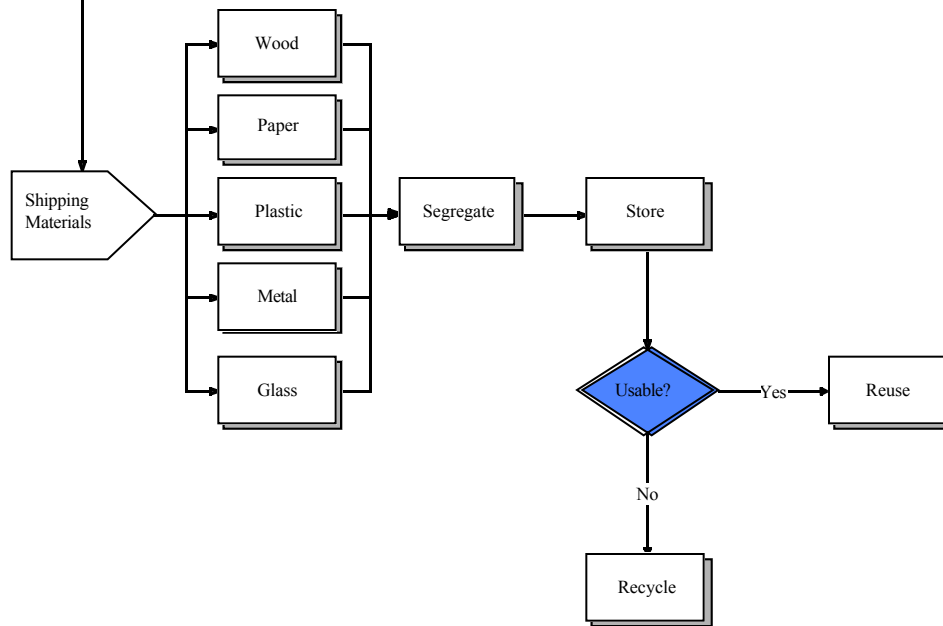 Wood
Paper
Shipping
Materials
Plastic
Segregate
Store
Metal
Glass
Usable?
Yes
Reuse
No
Recycle